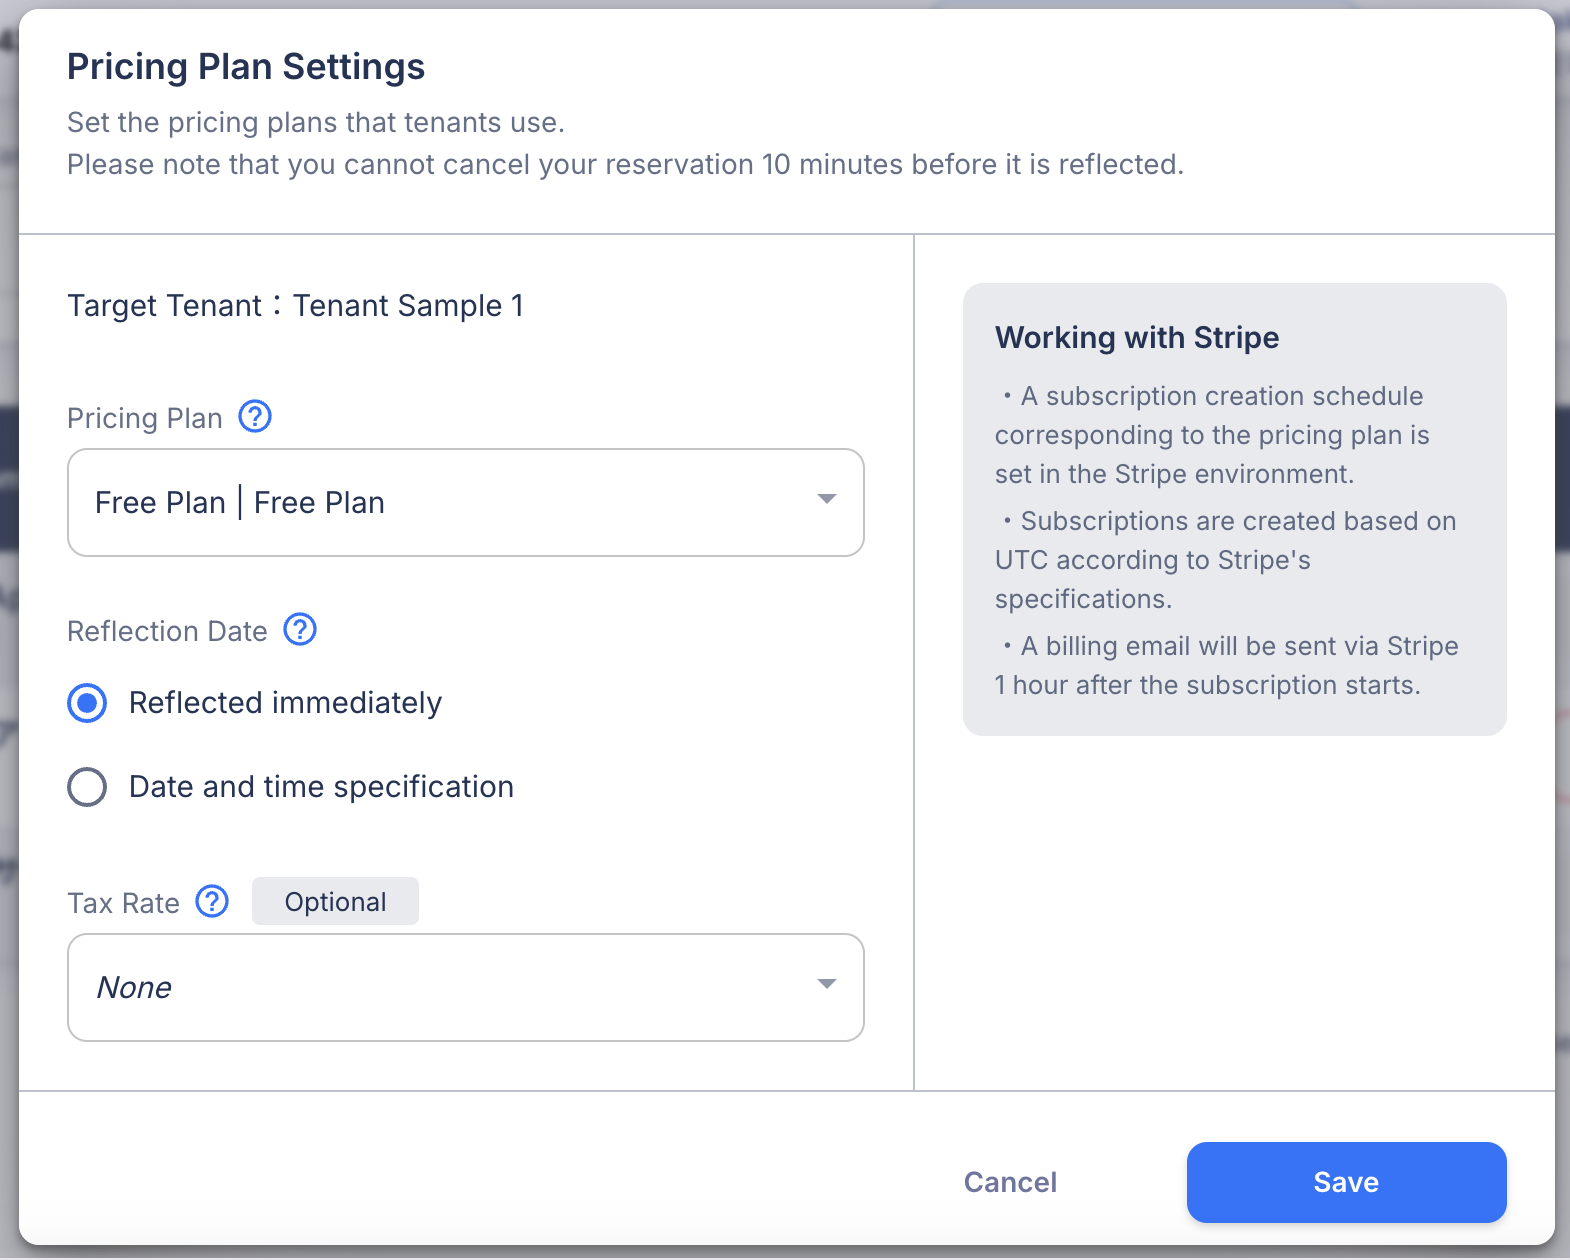 Pricing Plan Settings
Set the pricing plans that tenants use.
Please note that you cannot cancel your reservation 10 minutes before it is reflected.
Target Tenant：Tenant Sample 1
Pricing Plan
Free Plan | Free Plan
Reflection Date
Reflected immediately
Date and time specification
Tax Rate
Optional
None
Working with Stripe
・A subscription creation schedule
corresponding to the pricing plan is
set in the Stripe environment.
・Subscriptions are created based on
UTC according to Stripe's
specifications.
・A billing email will be sent via Stripe
1 hour after the subscription starts.
Cancel
Save